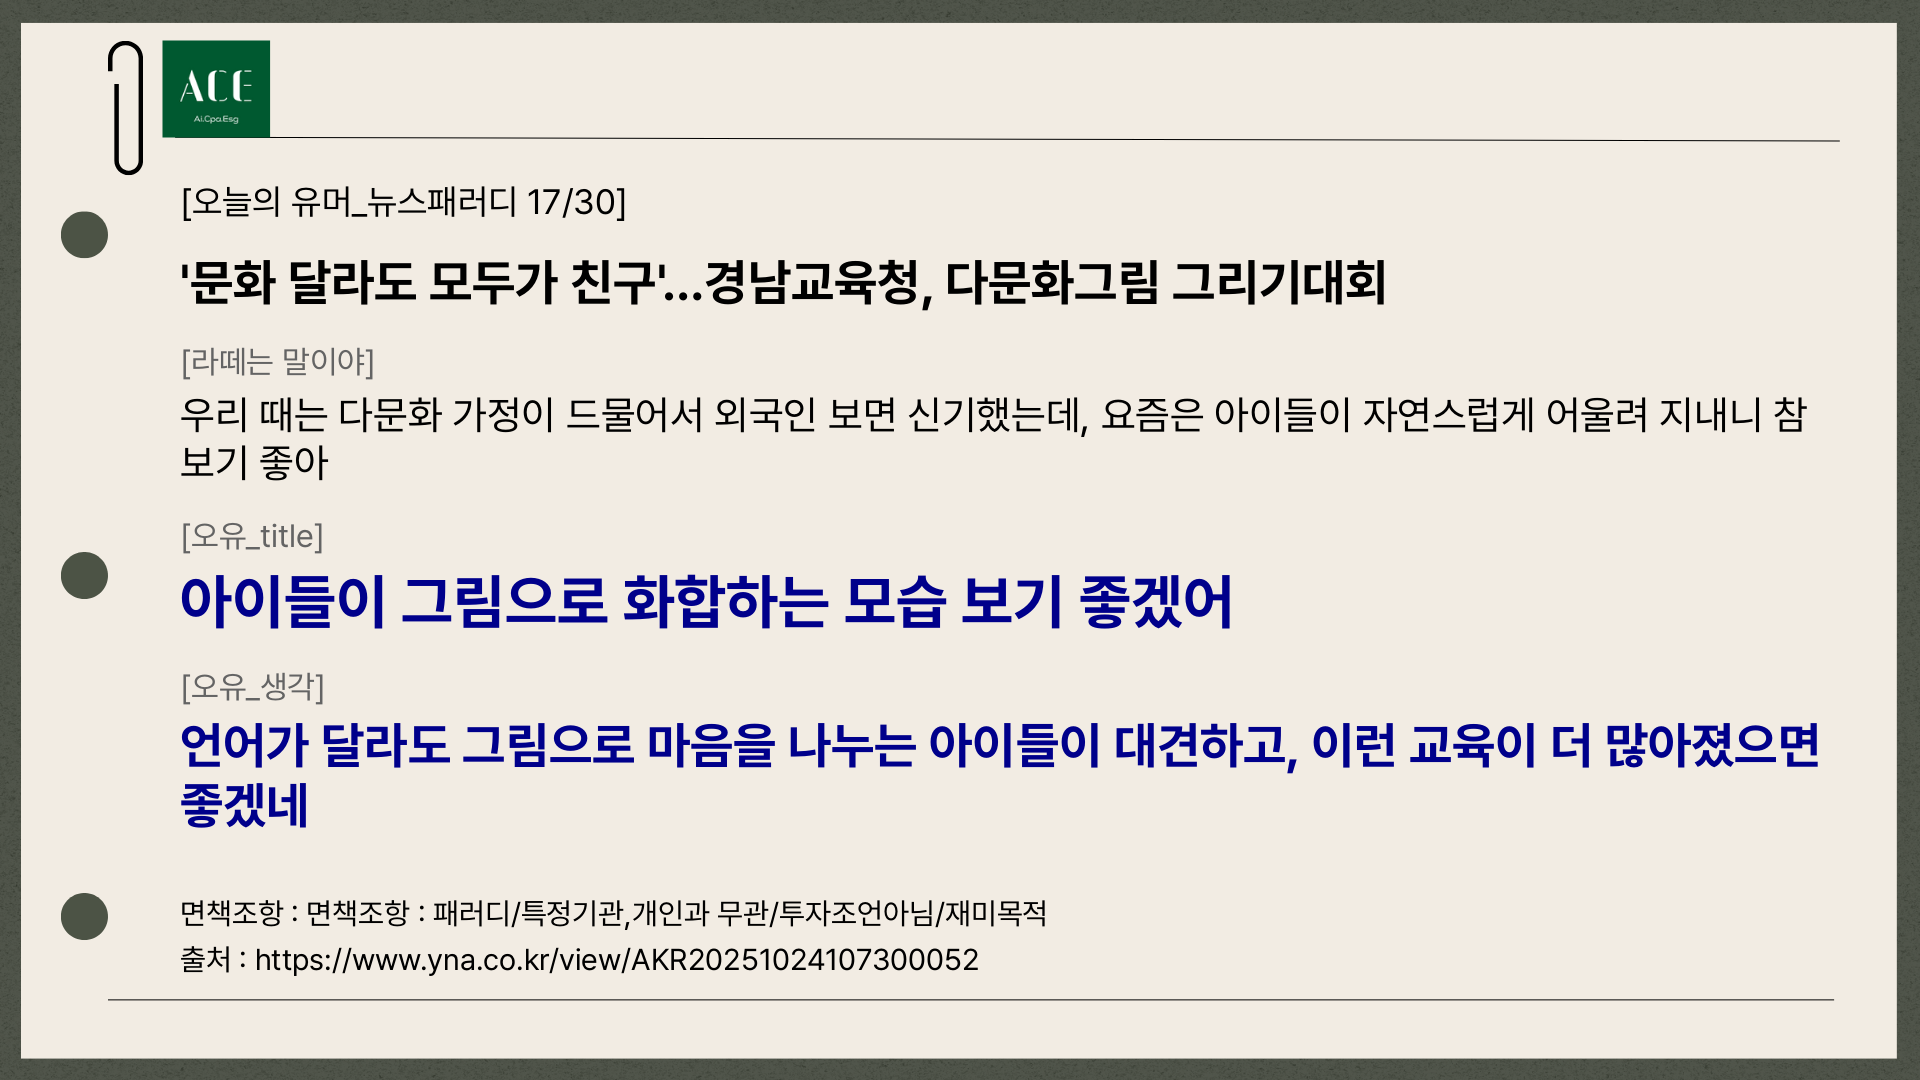 ACE
Ai.Cpa.Esg
[오늘의 유머_뉴스패러디 17/30]
'문화 달라도 모두가 친구'...경남교육청, 다문화그림 그리기대회
[라떼는 말이야]
우리 때는 다문화 가정이 드물어서 외국인 보면 신기했는데, 요즘은 아이들이 자연스럽게 어울려 지내니 참
보기 좋아
[오유_title]
아이들이 그림으로 화합하는 모습 보기 좋겠어
[오유_생각]
언어가 달라도 그림으로 마음을 나누는 아이들이 대견하고, 이런 교육이 더 많아졌으면
좋겠네
면책조항 : 면책조항 : 패러디/특정기관,개인과 무관/투자조언아님/재미목적
출처 : https://www.yna.co.kr/view/AKR20251024107300052